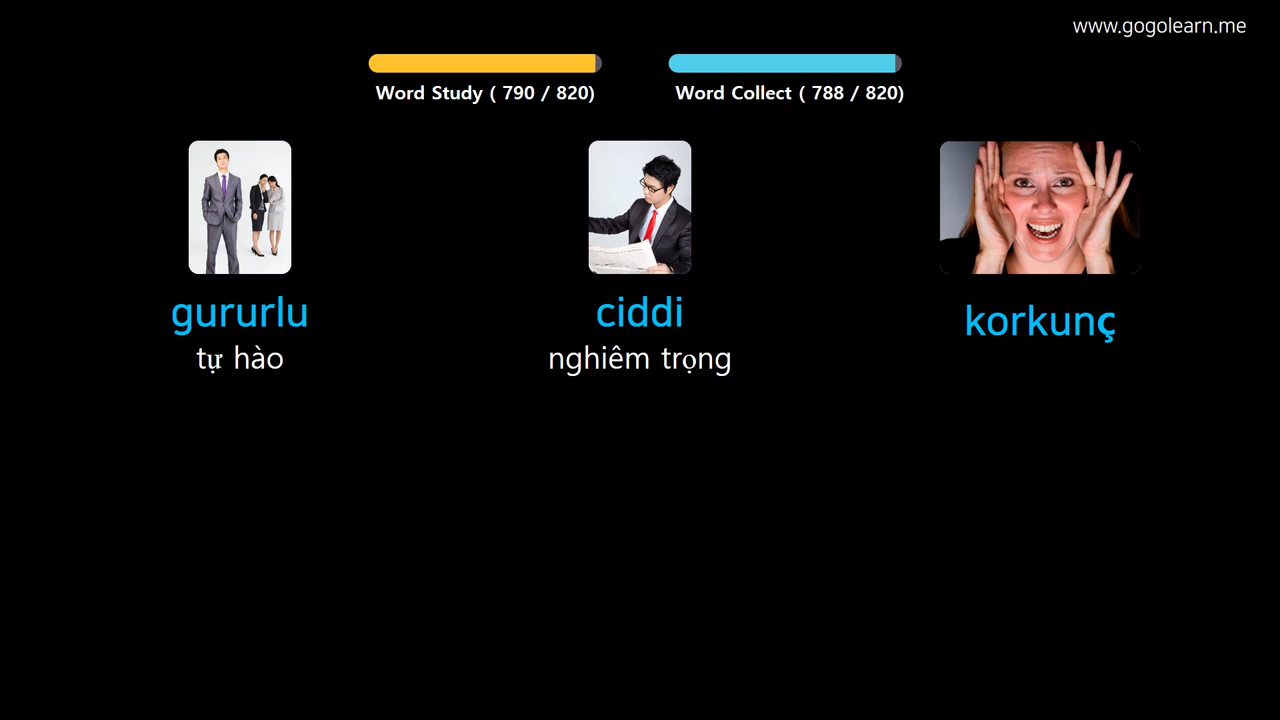 www.gogolearn.me
Word Study ( 790 / 820)
Word Collect ( 788 / 820)
gururlu
tự hào
ciddi
nghiêm trọng
korkunç